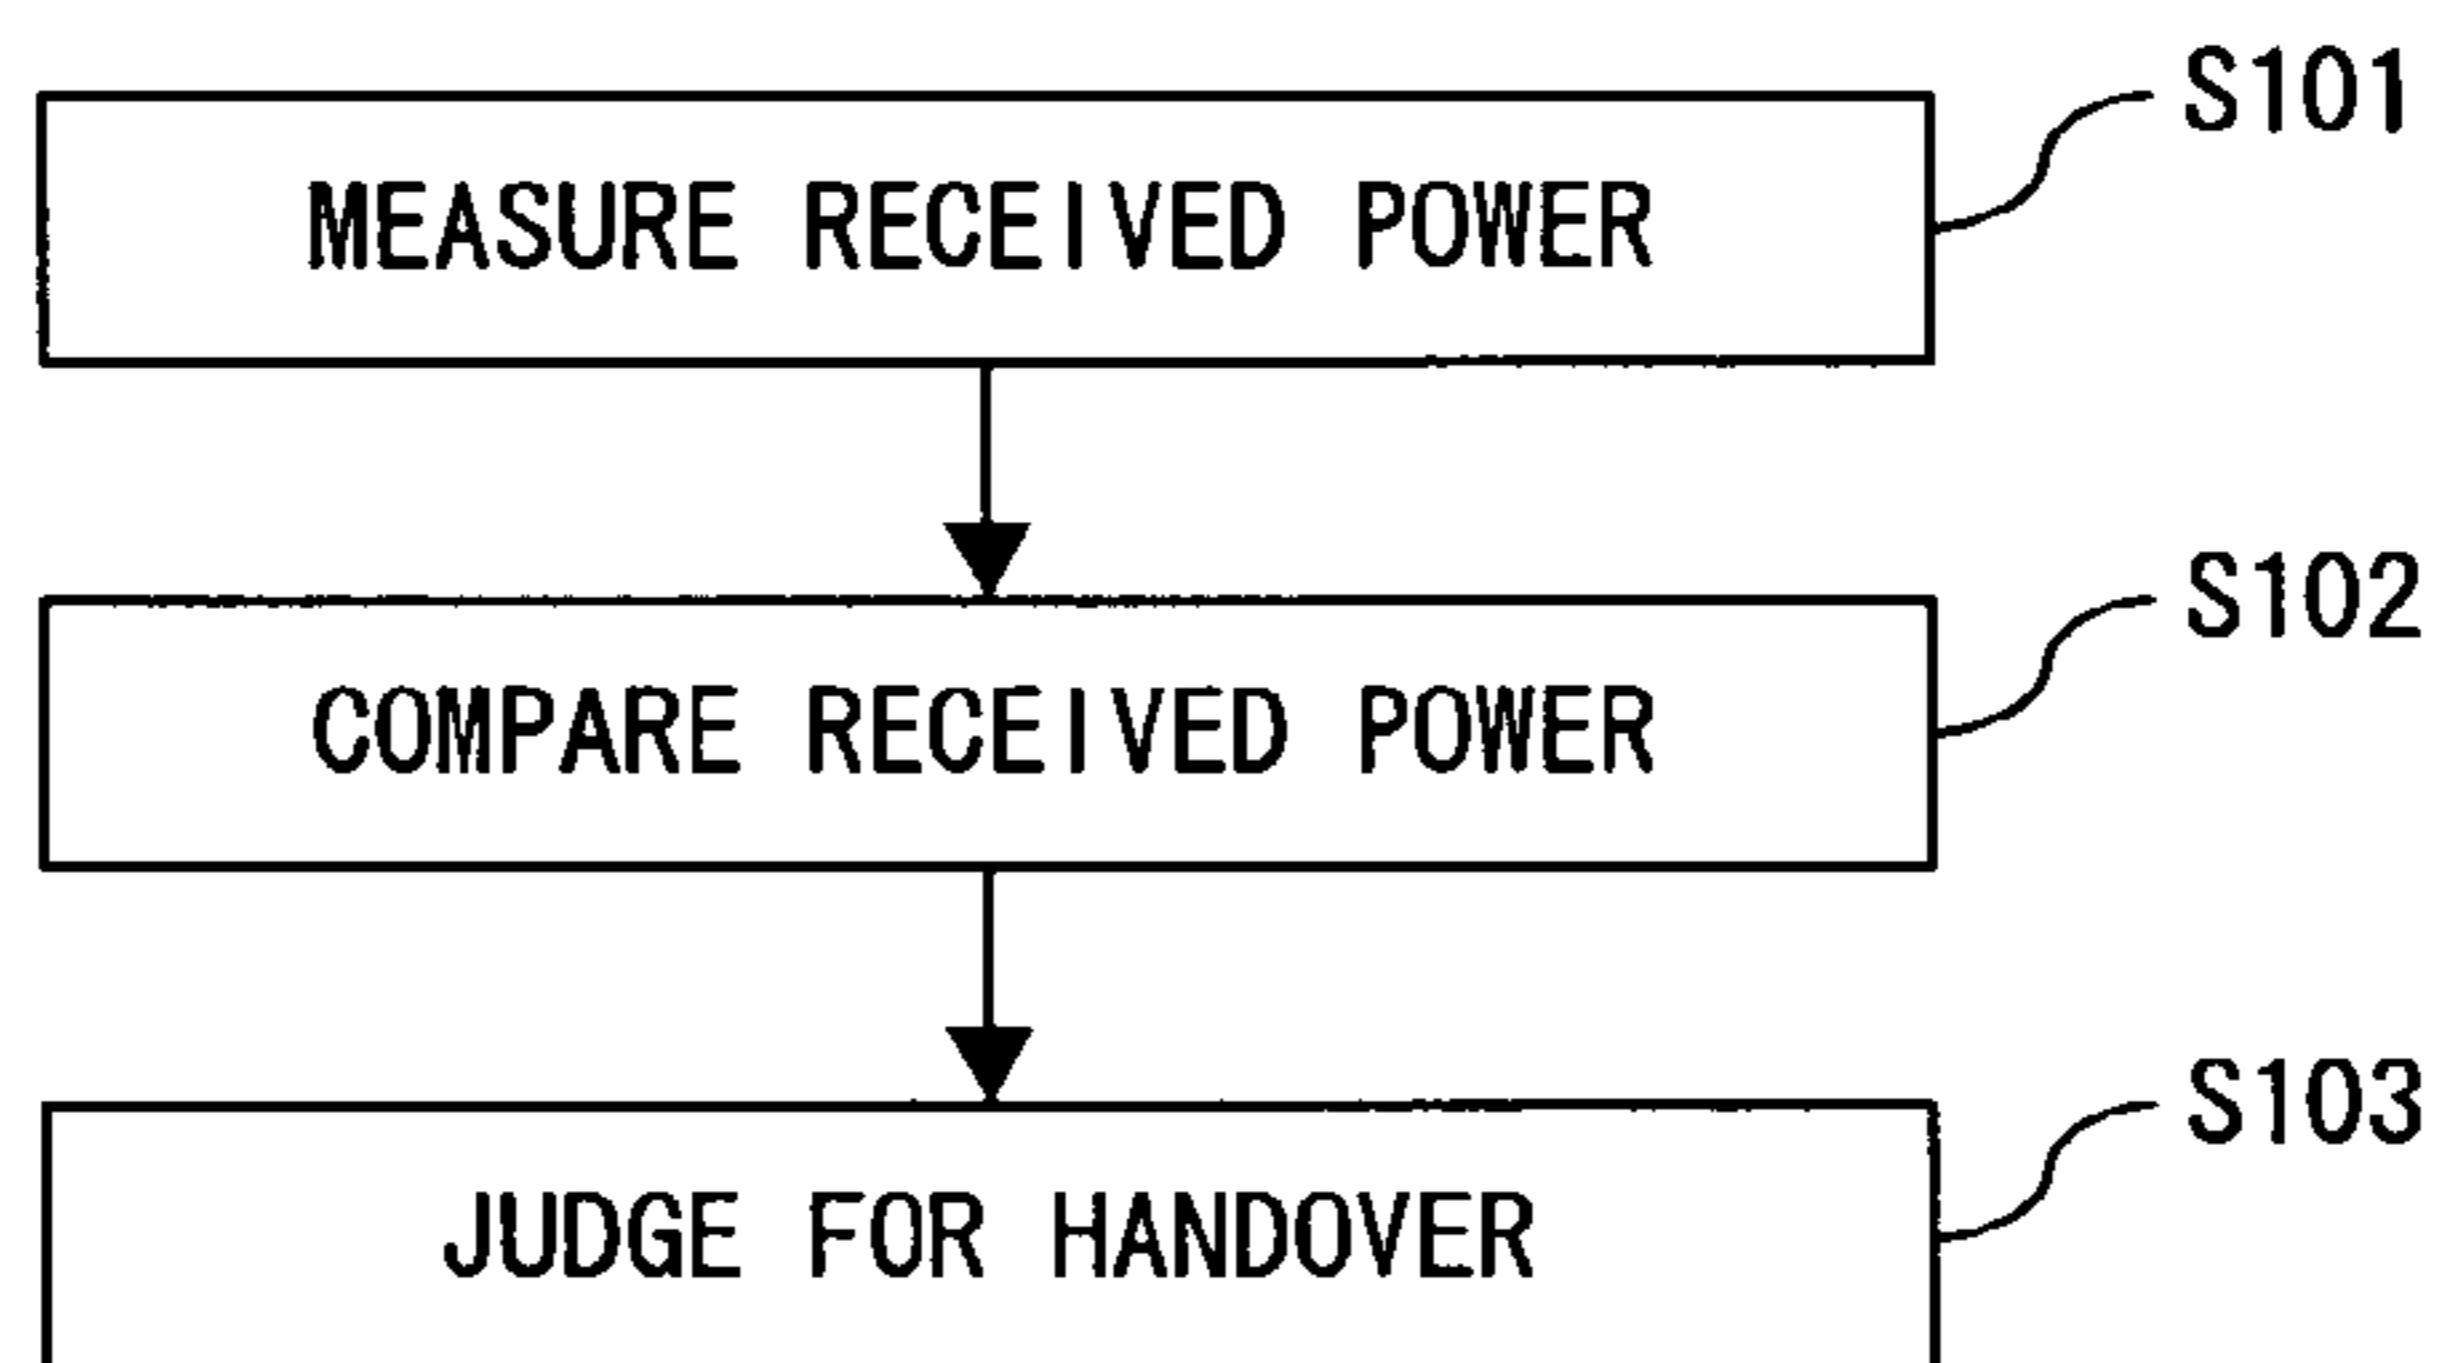 S101
MEASURE RECEIVED POWER
S102
COMPARE RECEIVED POWER
S103
JUDGE FOR HANDOVER